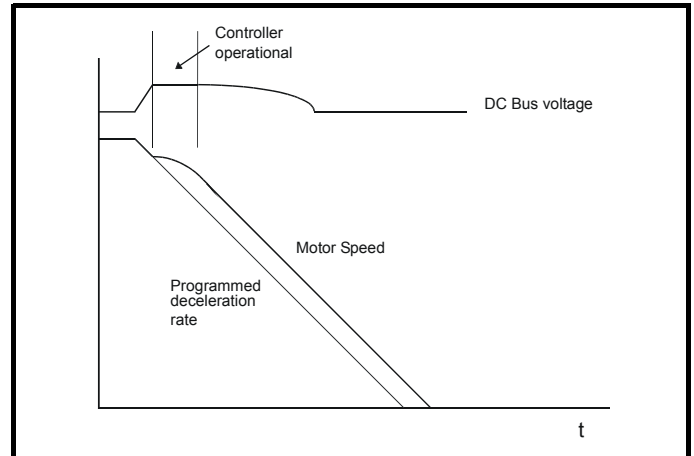 Controller
operational
DC Bus voltage
Motor Speed
Programmed
deceleration
rate
t